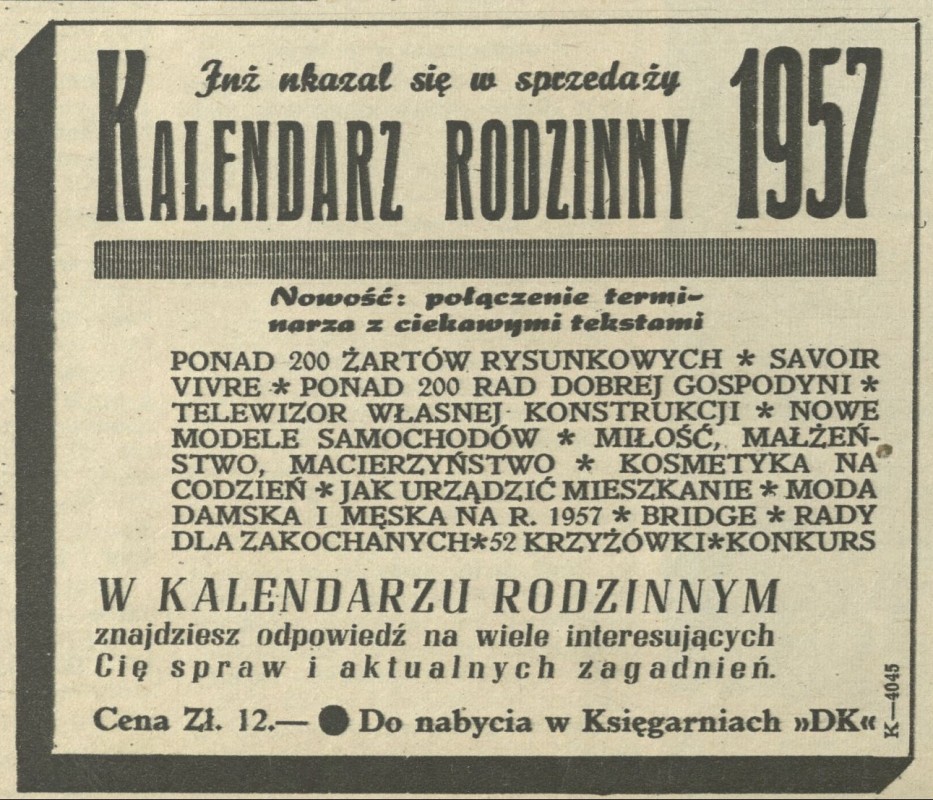 Już ukazał się w sprzedaży
KALENDARZ RODZINNY 1957
Nowość: połączenie termi-
narza z ciekawymi tekstami
PONAD 200 ŻARTÓW RYSUNKOWYCH * SAVOIR
VIVRE * PONAD 200 RAD DOBREJ GOSPODYNI *
TELEWIZOR WŁASNEJ KONSTRUKCJI * NOWE
MODELE SAMOCHODÓW * MIŁOŚĆ, MAŁŻEŃ-
STWO, MACIERZYŃSTWO * KOSMETYKA NA
CODZIEŃ * JAK URZĄDZIĆ MIESZKANIE * MODA
DAMSKA I MĘSKA NA R. 1957 * BRIDGE * RADY
DLA ZAKOCHANYCH*52 KRZYŻÓWKI*KONKURS
W KALENDARZU RODZINNYM
znajdziesz odpowiedź na wiele interesujących
Cię spraw i aktualnych zagadnień.
Cena Zł. 12.— ● Do nabycia w Księgarniach »DK«
K—4045